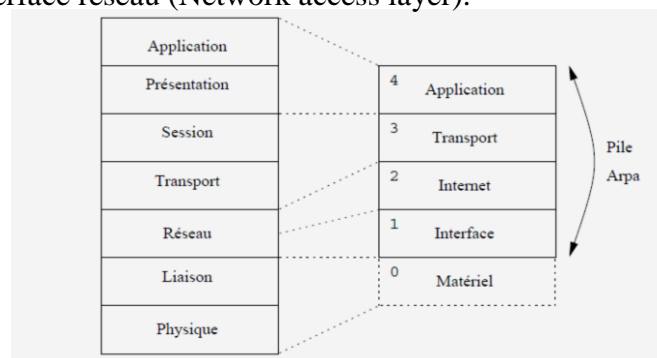 erface réseau (Network access layer).
Application
Présentation
Session
Transport
Réseau
Liaison
Physique
4 Application
3 Transport
2 Internet
1 Interface
0 Matériel
Pile
Arpa